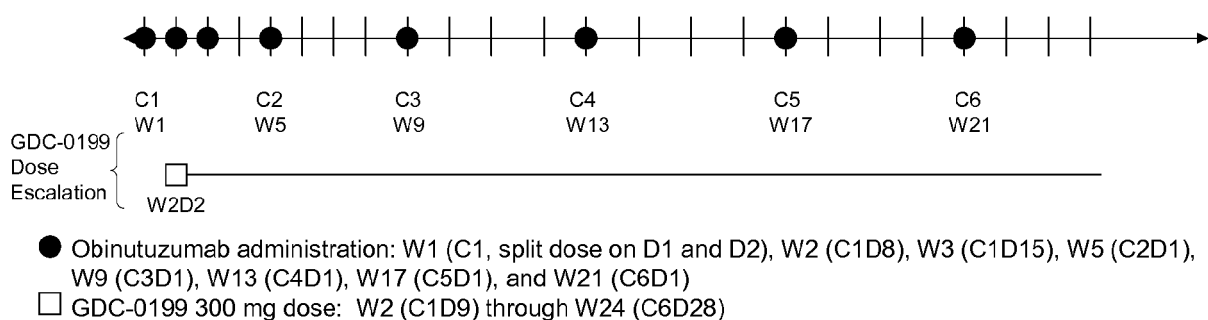 C1 C2 C3 C4 C5 C6
W1 W5 W9 W13 W17 W21
GDC-0199
Dose
Escalation
W2D2
Obinutuzumab administration: W1 (C1, split dose on D1 and D2), W2 (C1D8), W3 (C1D15), W5 (C2D1),
W9 (C3D1), W13 (C4D1), W17 (C5D1), and W21 (C6D1)
GDC-0199 300 mg dose: W2 (C1D9) through W24 (C6D28)